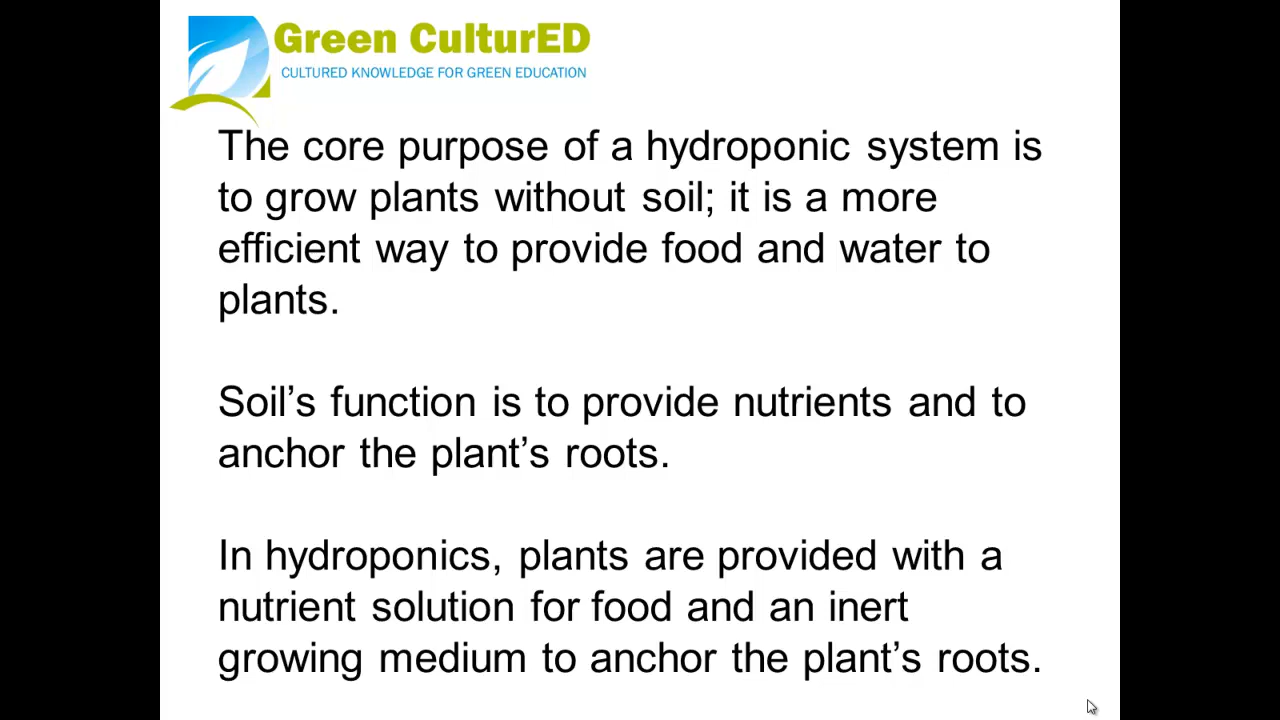 Green CulturED
CULTURED KNOWLEDGE FOR GREEN EDUCATION
The core purpose of a hydroponic system is
to grow plants without soil; it is a more
efficient way to provide food and water to
plants.
Soil’s function is to provide nutrients and to
anchor the plant’s roots.
In hydroponics, plants are provided with a
nutrient solution for food and an inert
growing medium to anchor the plant’s roots.